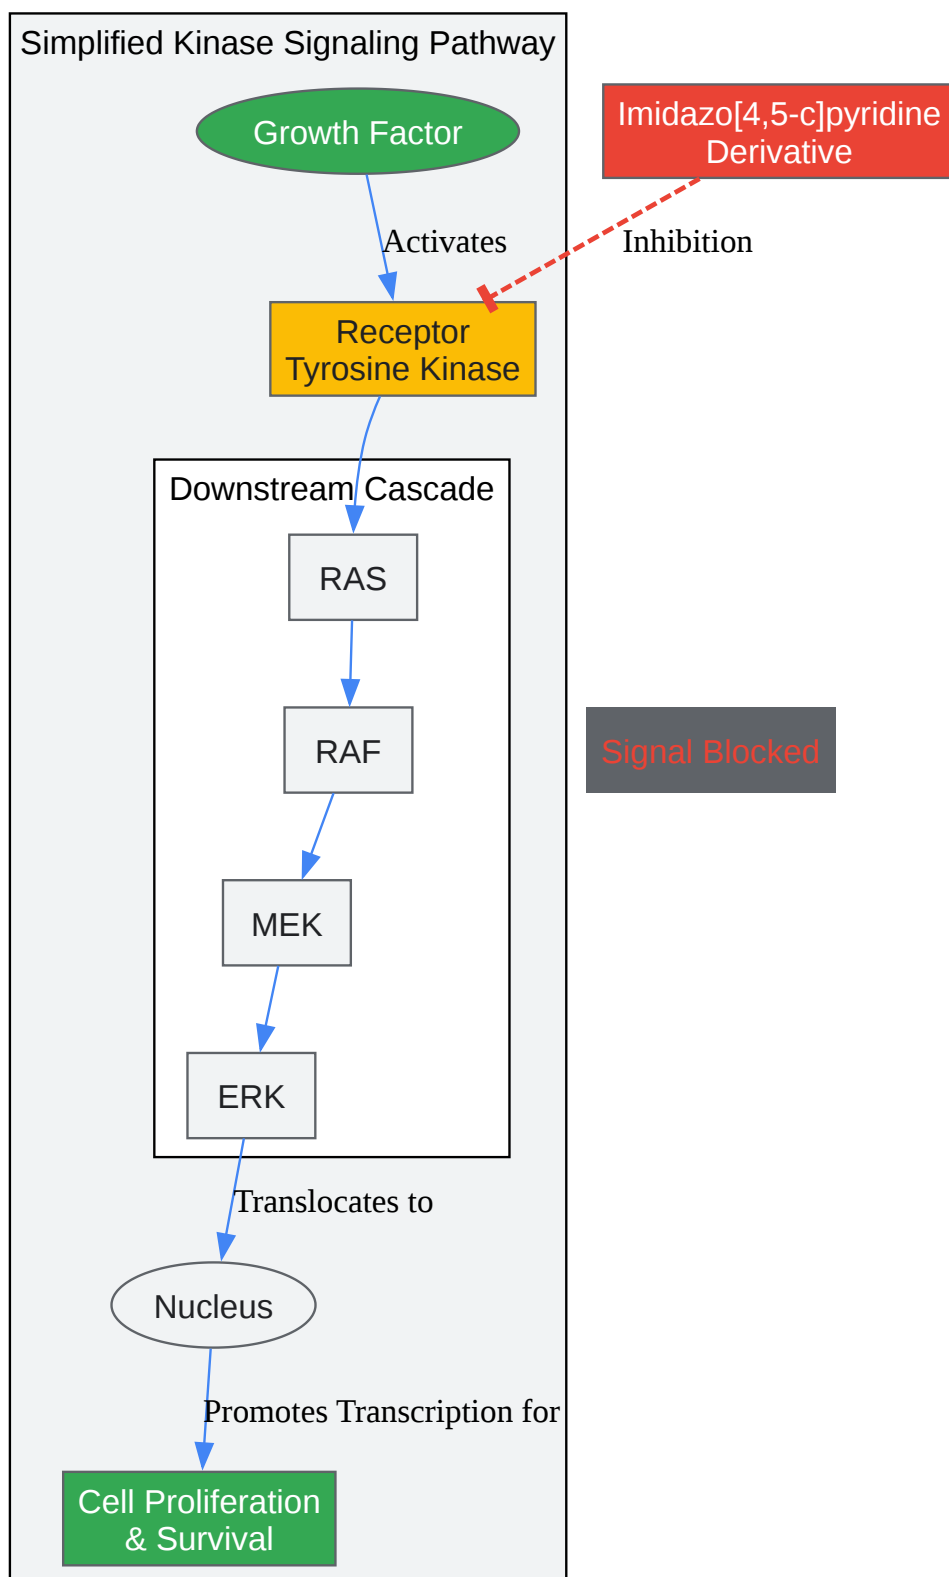 Simplified Kinase Signaling Pathway
Growth Factor
Imidazo[4,5-c]pyridine
Derivative
Activates
Inhibition
Receptor
Tyrosine Kinase
Downstream Cascade
RAS
RAF
Signal Blocked
MEK
ERK
Translocates to
Nucleus
Promotes Transcription for
Cell Proliferation
& Survival